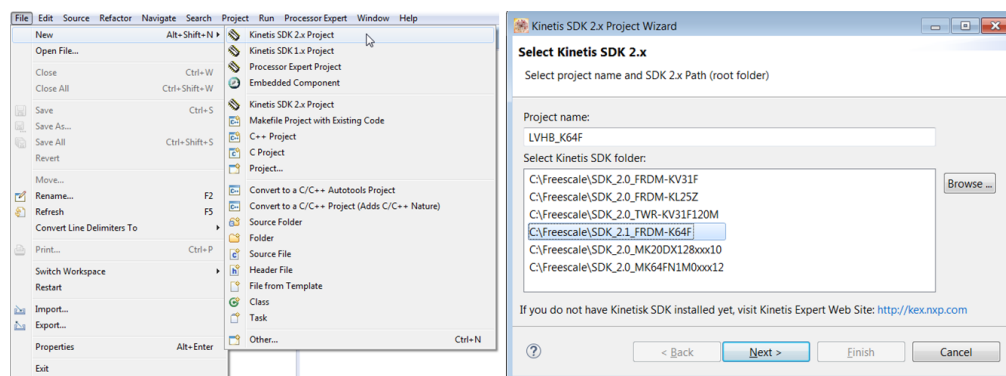 File Edit Source Refactor Navigate Search Project Run Processor Expert Window Help
New Alt+Shift+N
Open File...
Close Ctrl+W
Close All Ctrl+Shift+W
Save Ctrl+S
Save As...
Save All Ctrl+Shift+S
Revert
Move...
Rename... F2
Refresh F5
Convert Line Delimiters To
Print... Ctrl+P
Switch Workspace
Restart
Import...
Export...
Properties Alt+Enter
Exit
Kinetis SDK 2.x Project
Kinetis SDK 1.x Project
Processor Expert Project
Embedded Component
Kinetis SDK 2.x Project
Makefile Project with Existing Code
C++ Project
C Project
Project...
Convert to a C/C++ Autotools Project
Convert to a C/C++ Project (Adds C/C++ Nature)
Source Folder
Folder
Source File
Header File
File from Template
Class
Task
Other... Ctrl+N
Kinetis SDK 2.x Project Wizard
Select Kinetis SDK 2.x
Select project name and SDK 2.x Path (root folder)
Project name:
LVHB_K64F
Select Kinetis SDK folder:
C:\Freescale\SDK_2.0_FRDM-KV31F
C:\Freescale\SDK_2.0_FRDM-KL25Z
C:\Freescale\SDK_2.0_TWR-KV31F120M
C:\Freescale\SDK_2.1_FRDM-K64F
C:\Freescale\SDK_2.0_MK20DX128xxx10
C:\Freescale\SDK_2.0_MK64FN1M0xxx12
Browse ...
If you do not have Kinetisk SDK installed yet, visit Kinetis Expert Web Site: http://kex.nxp.com
< Back Next > Finish Cancel